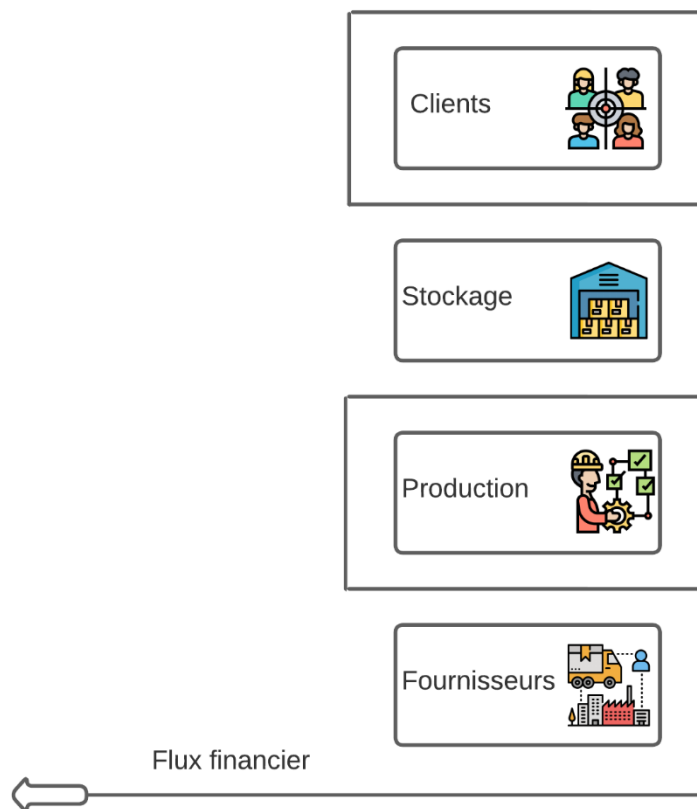 Clients
Stockage
Production
Fournisseurs
Flux financier